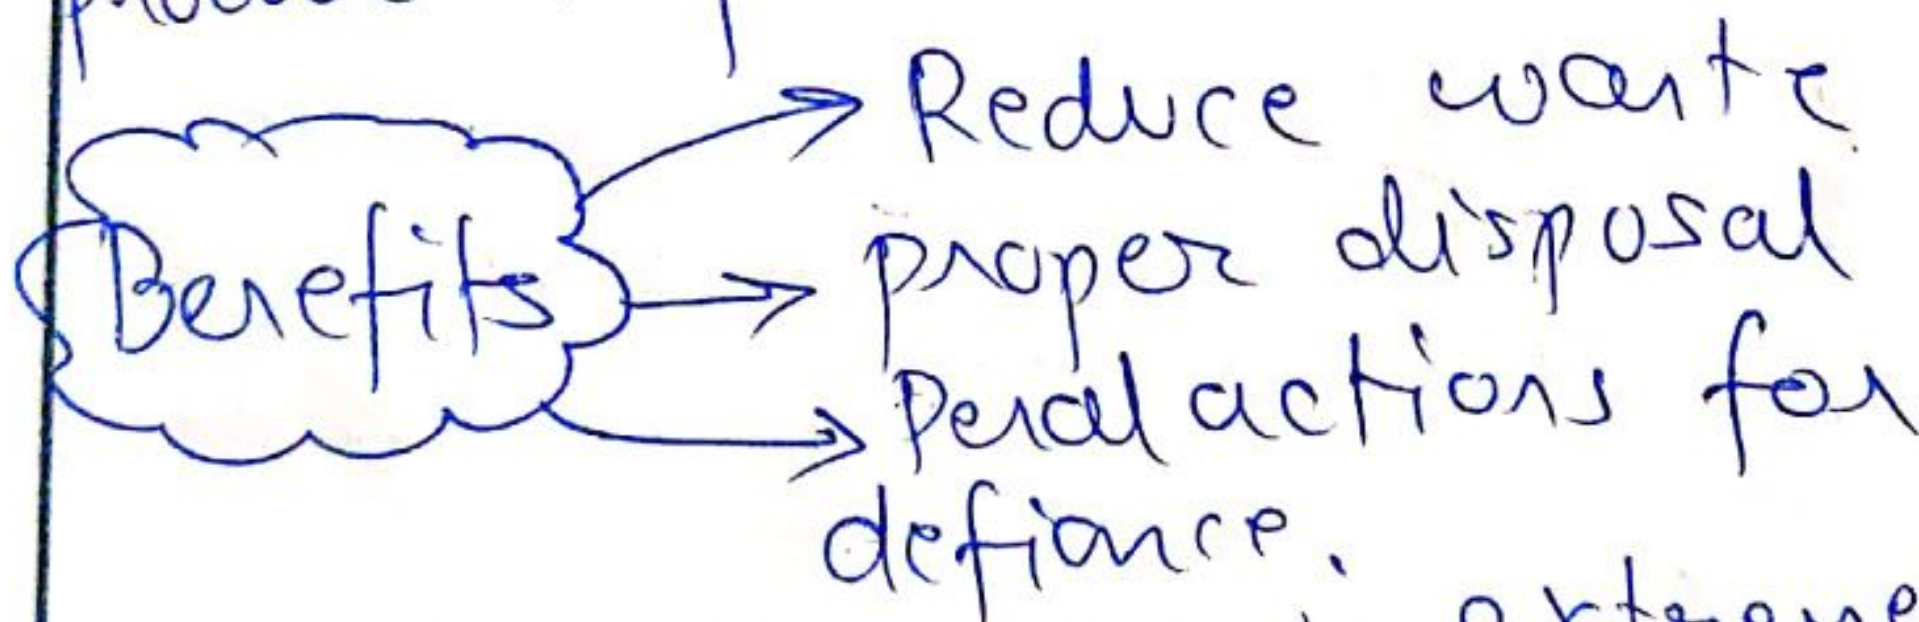 Reduce waste
Benefits
proper disposal
Penal actions for
defiance.